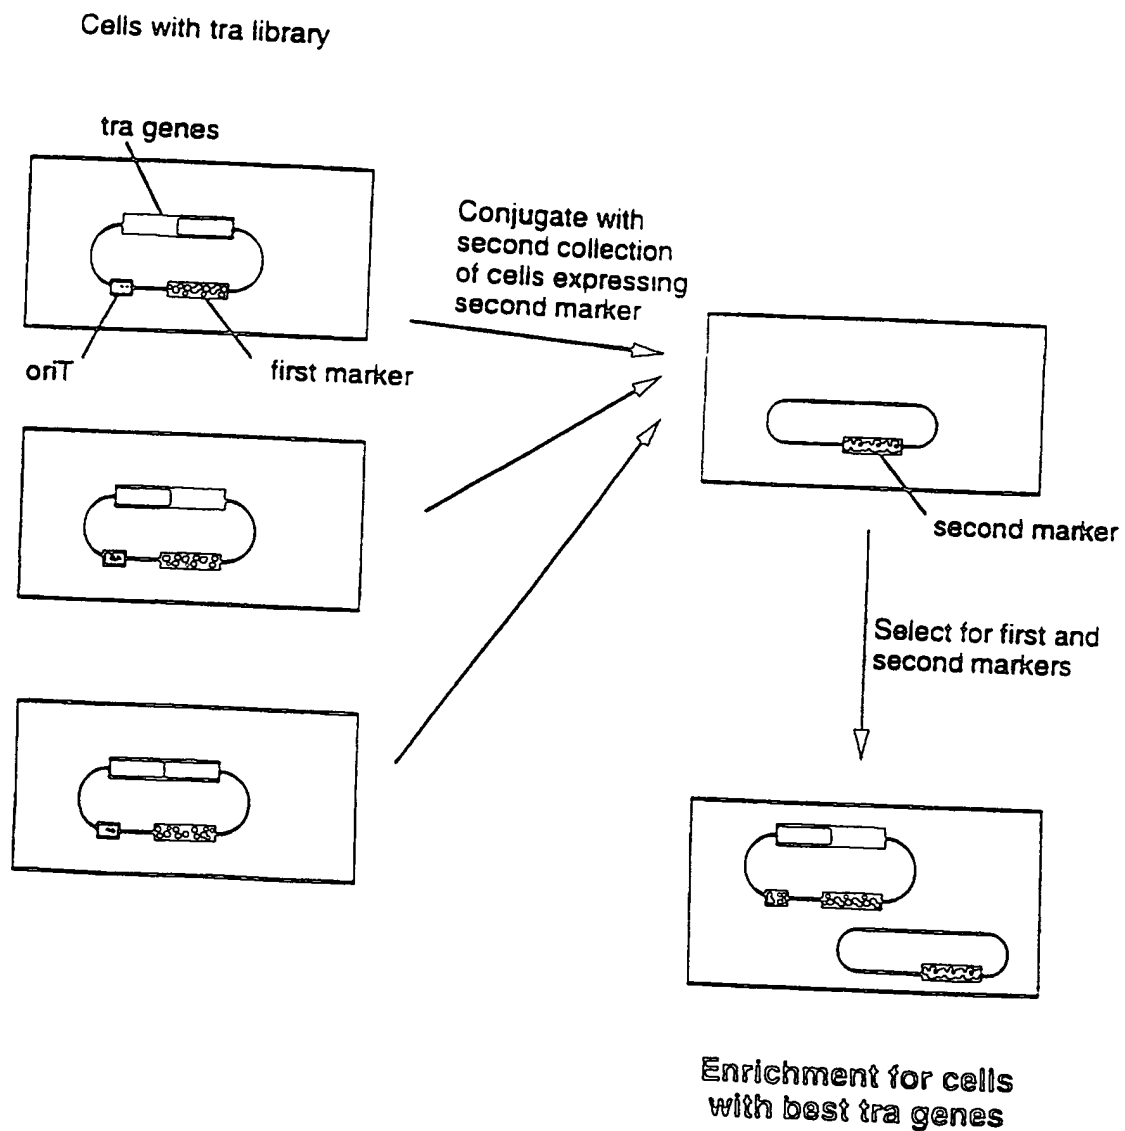 Cells with tra library
tra genes
Conjugate with
second collection
of cells expressing
second marker
oriT
first marker
second marker
Select for first and
second markers
Enrichment for cells
with best tra genes